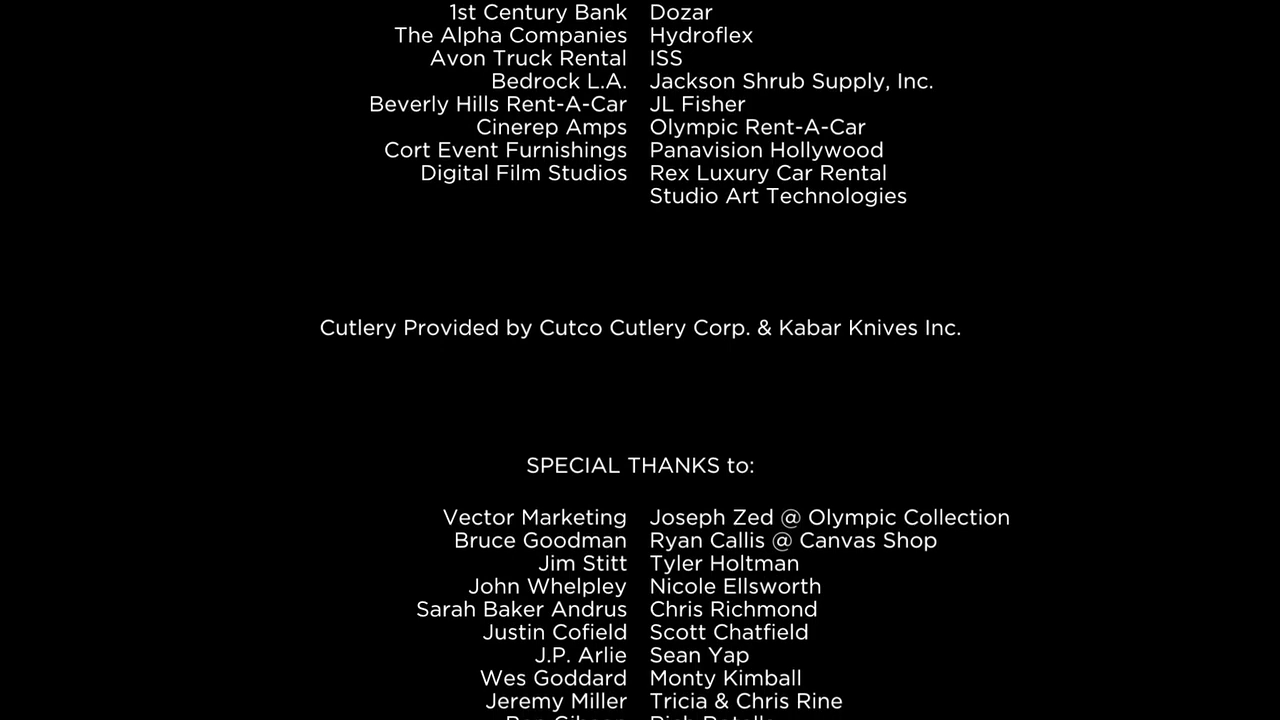 1st Century Bank Dozar
The Alpha Companies Hydroflex
Avon Truck Rental ISS
Bedrock L.A. Jackson Shrub Supply, Inc.
Beverly Hills Rent-A-Car JL Fisher
Cinerep Amps Olympic Rent-A-Car
Cort Event Furnishings Panavision Hollywood
Digital Film Studios Rex Luxury Car Rental
Studio Art Technologies
Cutlery Provided by Cutco Cutlery Corp. & Kabar Knives Inc.
SPECIAL THANKS to:
Vector Marketing Joseph Zed @ Olympic Collection
Bruce Goodman Ryan Callis @ Canvas Shop
Jim Stitt Tyler Holtman
John Whelpley Nicole Ellsworth
Sarah Baker Andrus Chris Richmond
Justin Cofield Scott Chatfield
J.P. Arlie Sean Yap
Wes Goddard Monty Kimball
Jeremy Miller Tricia & Chris Rine